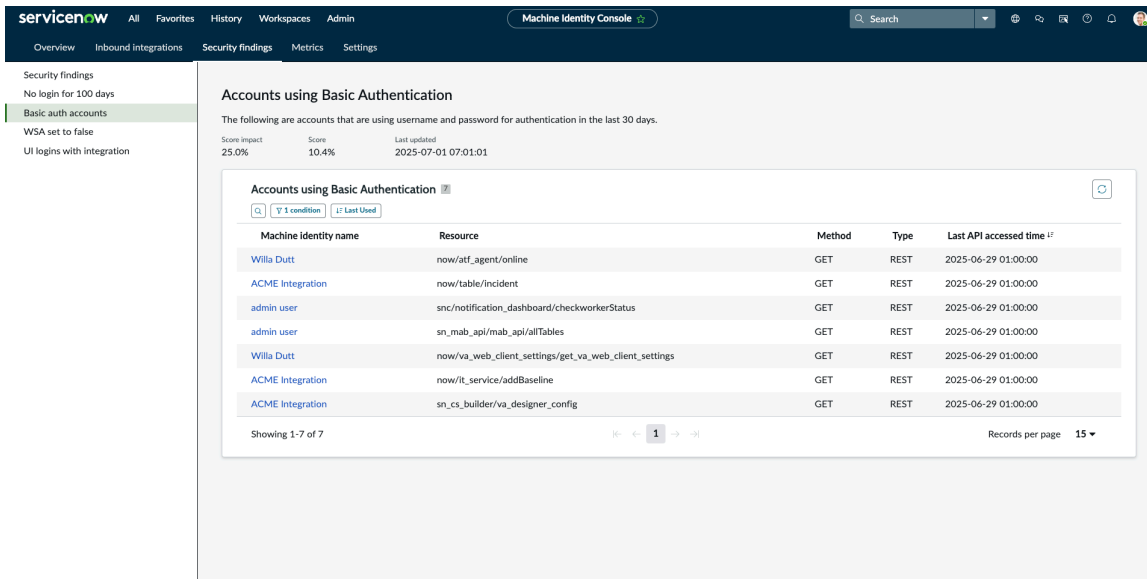 servicenow All Favorites History Workspaces Admin Machine Identity Console Search
Overview Inbound integrations Security findings Metrics Settings
Security findings
No login for 100 days
Basic auth accounts
WSA set to false
UI logins with integration
Accounts using Basic Authentication
The following are accounts that are using username and password for authentication in the last 30 days.
Score impact Score Last updated
25.0% 10.4% 2025-07-01 07:01:01
Accounts using Basic Authentication 7
1 condition Last Used
Machine identity name Resource Method Type Last API accessed time
Willa Dutt now/atf_agent/online GET REST 2025-06-29 01:00:00
ACME Integration now/table/incident GET REST 2025-06-29 01:00:00
admin user snc/notification_dashboard/checkworkerStatus GET REST 2025-06-29 01:00:00
admin user sn_mab_api/mab_api/allTables GET REST 2025-06-29 01:00:00
Willa Dutt now/va_web_client_settings/get_va_web_client_settings GET REST 2025-06-29 01:00:00
ACME Integration now/it_service/addBaseline GET REST 2025-06-29 01:00:00
ACME Integration sn_cs_builder/va_designer_config GET REST 2025-06-29 01:00:00
Showing 1-7 of 7 1 Records per page 15